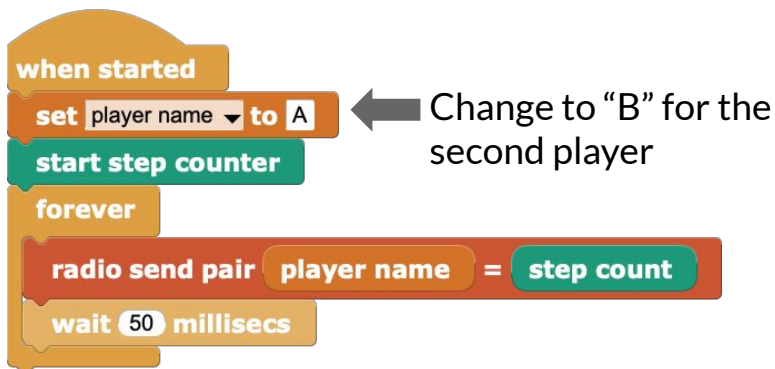 when started
set player name to A
Change to “B” for the
second player
start step counter
forever
radio send pair player name = step count
wait 50 millisecs